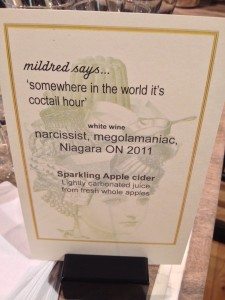 mildred says...
'somewhere in the world it's
coctail hour'
white wine
narcissist, megolamaniac,
Niagara ON 2011
Sparkling Apple cider
Lightly carbonated juice
from fresh whole apples